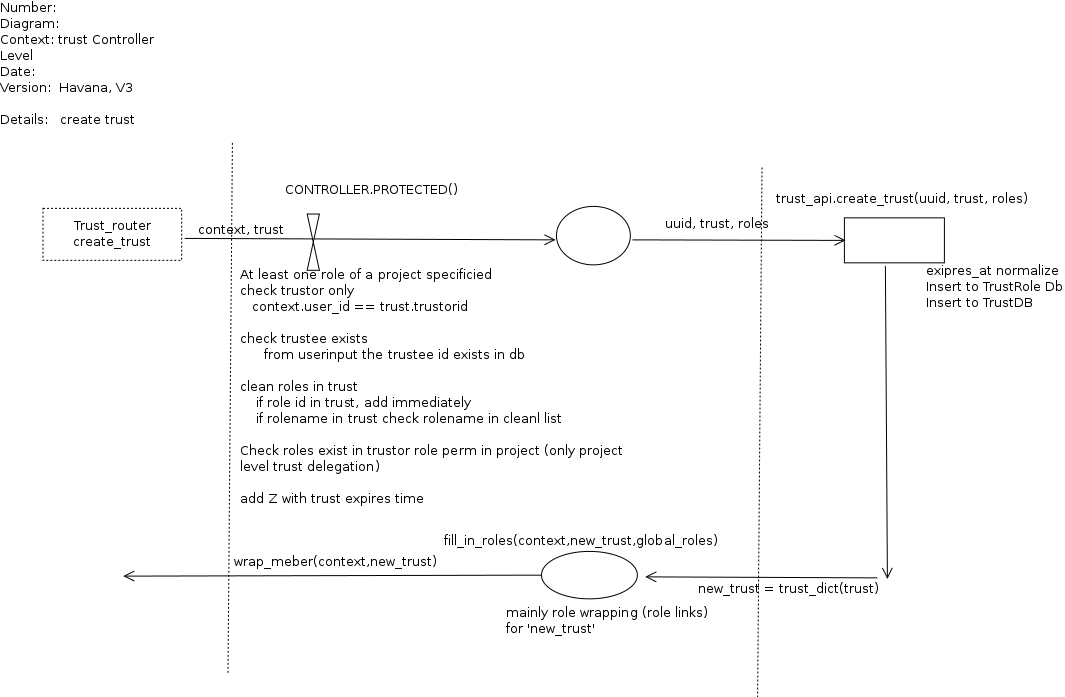 Number:
Diagram:
Context: trust Controller
Level
Date:
Version:  Havana, V3
Details:   create trust
CONTROLLER.PROTECTED()
trust_api.create_trust(uuid, trust, roles)
Trust_router
create_trust
context, trust
uuid, trust, roles
At least one role of a project specificied
check trustor only
context.user_id == trust.trustorid
check trustee exists
from userinput the trustee id exists in db
clean roles in trust
if role id in trust, add immediately
if rolename in trust check rolename in cleanl list
Check roles exist in trustor role perm in project (only project
level trust delegation)
add Z with trust expires time
exipres_at normalize
Insert to TrustRole Db
Insert to TrustDB
fill_in_roles(context,new_trust,global_roles)
wrap_meber(context,new_trust)
new_trust = trust_dict(trust)
mainly role wrapping (role links)
for 'new_trust'